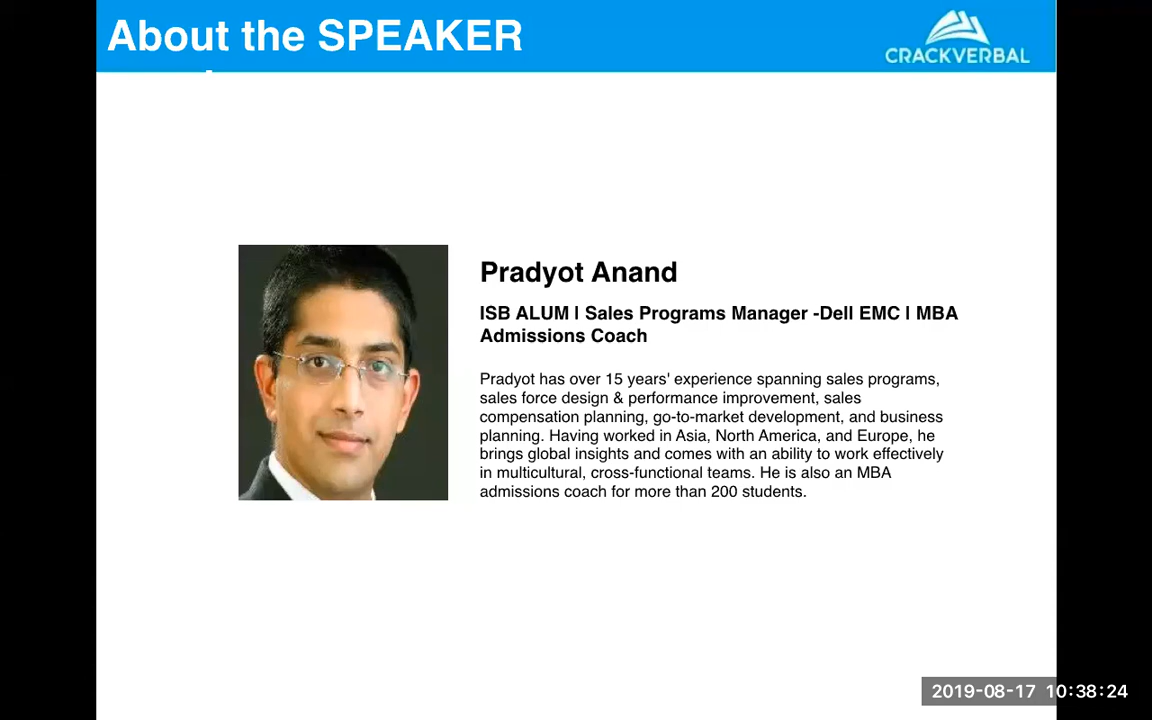 About the SPEAKER
CRACKVERBAL
Pradyot Anand
ISB ALUM | Sales Programs Manager -Dell EMC | MBA
Admissions Coach
Pradyot has over 15 years' experience spanning sales programs,
sales force design & performance improvement, sales
compensation planning, go-to-market development, and business
planning. Having worked in Asia, North America, and Europe, he
brings global insights and comes with an ability to work effectively
in multicultural, cross-functional teams. He is also an MBA
admissions coach for more than 200 students.
2019-08-17 10:38:24